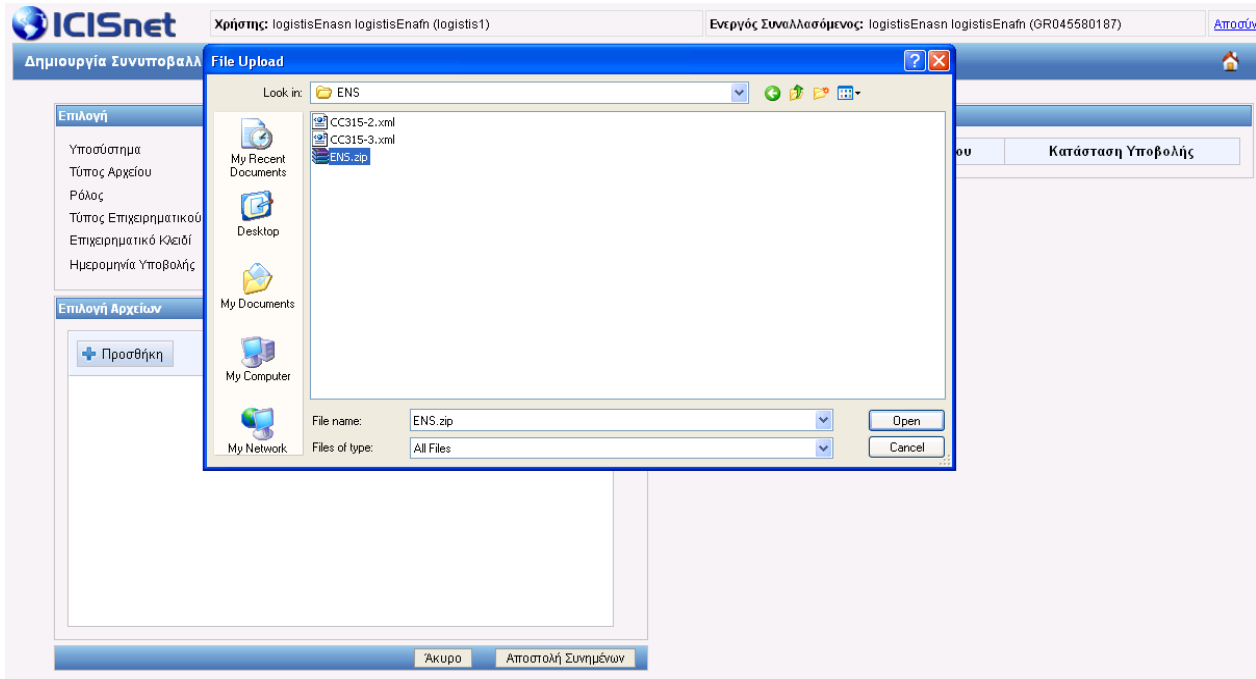 ICISnet
Χρήστης: logistisEnasn logistisEnafn (logistis1)
Ενεργός Συναλλασόμενος: logistisEnasn logistisEnafn (GR045580187)
Αποσύν
Δημιουργία Συνυποβαλλ
File Upload
Look in: ENS
CC315-2.xml
CC315-3.xml
ENS.zip
My Recent
Documents
Desktop
My Documents
My Computer
My Network
File name: ENS.zip
Open
Files of type: All Files
Cancel
Επιλογή
Υποσύστημα
Τύπος Αρχείου
Ρόλος
Τύπος Επιχειρηματικού
Επιχειρηματικό Κλειδί
Ημερομηνία Υποβολής
ου
Κατάσταση Υποβολής
Επιλογή Αρχείων
Προσθήκη
Άκυρο
Αποστολή Συνημένων